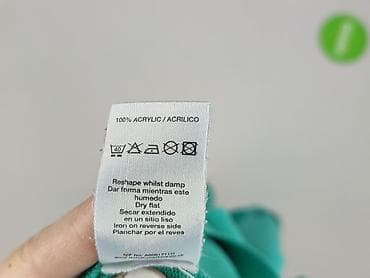 100% ACRYLIC / ACRILICO
40
Reshape whilst damp
Dar forma mientras este
humedo
Dry flat
Secar extendido
en un sitio liso
Iron on reverse side
Planchar por el reves